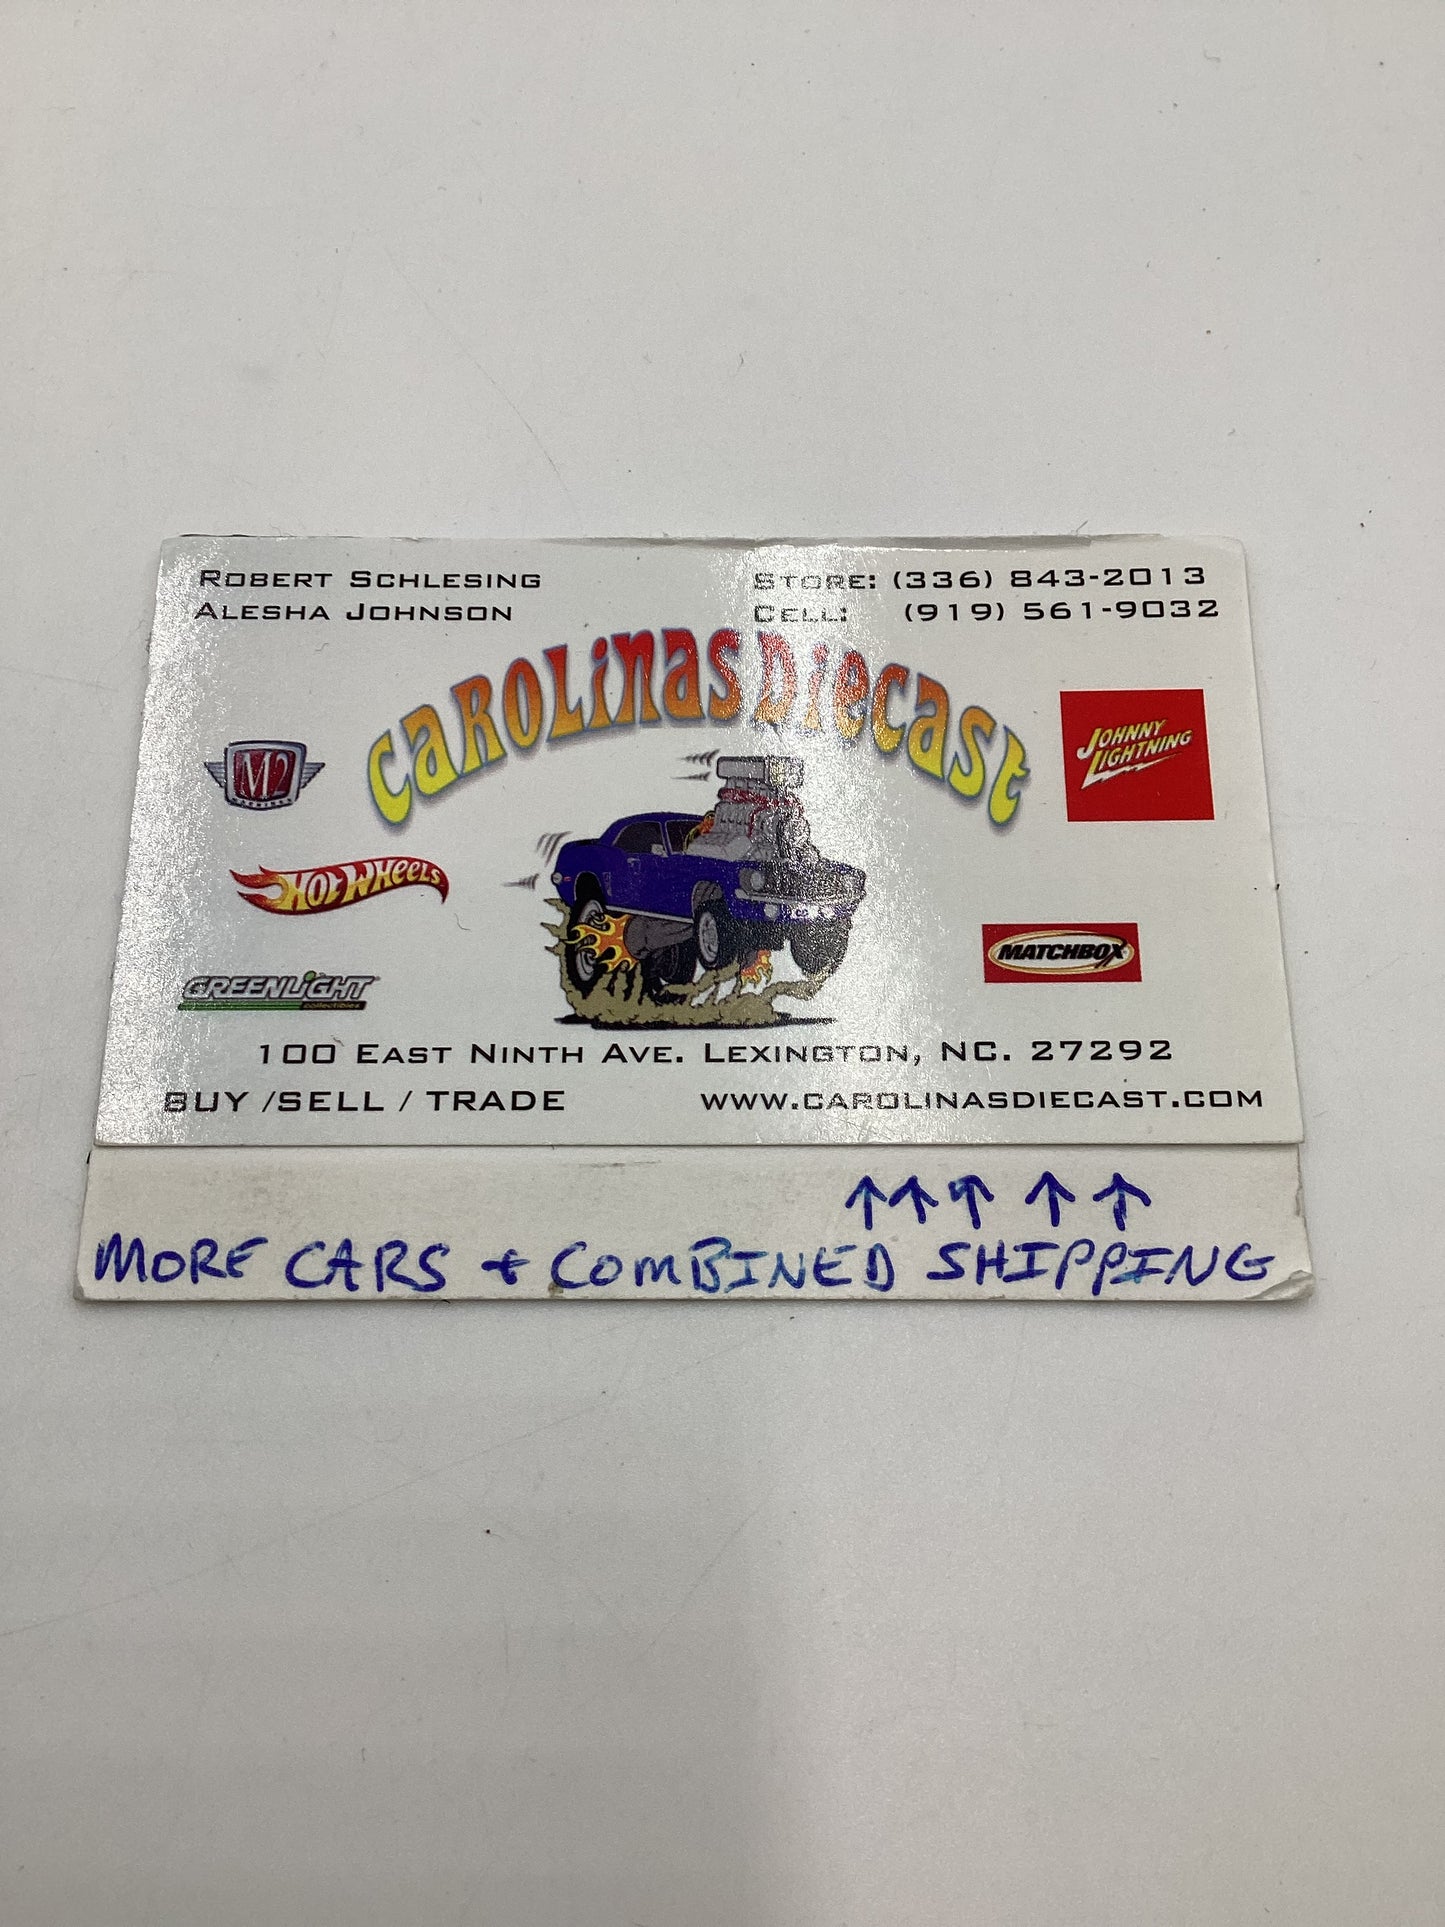 ROBERT SCHLESING
ALESHA JOHNSON
STORE: (336) 843-2013
CELL: (919) 561-9032
CAROLINAS DIECAST
M2
MACHINES
JOHNNY
LIGHTNING
HOT WHEELS
MATCHBOX
GREENLIGHT
collectibles
100 EAST NINTH AVE. LEXINGTON, NC. 27292
BUY /SELL / TRADE
WWW.CAROLINASDIECAST.COM
↑ ↑ ↑ ↑ ↑
MORE CARS + COMBINED SHIPPING